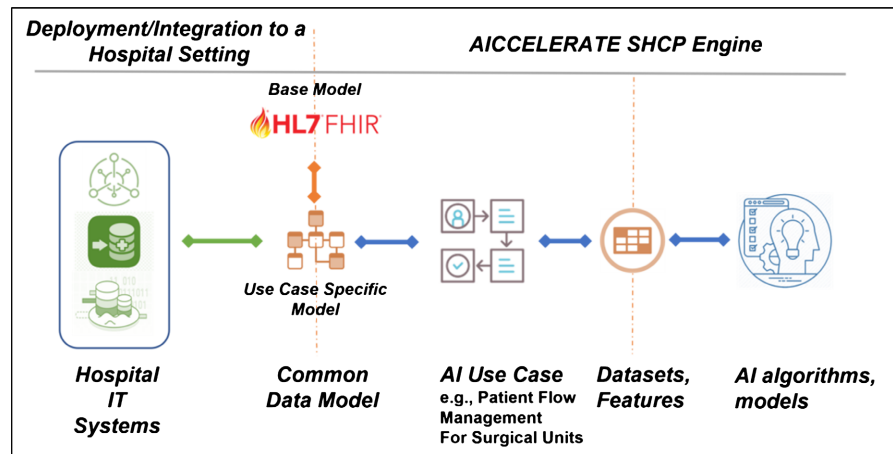 Deployment/Integration to a
Hospital Setting
AICCELERATE SHCP Engine
Base Model
HL7 FHIR®
Use Case Specific
Model
Hospital
IT
Systems
Common
Data Model
AI Use Case
e.g., Patient Flow
Management
For Surgical Units
Datasets,
Features
AI algorithms,
models